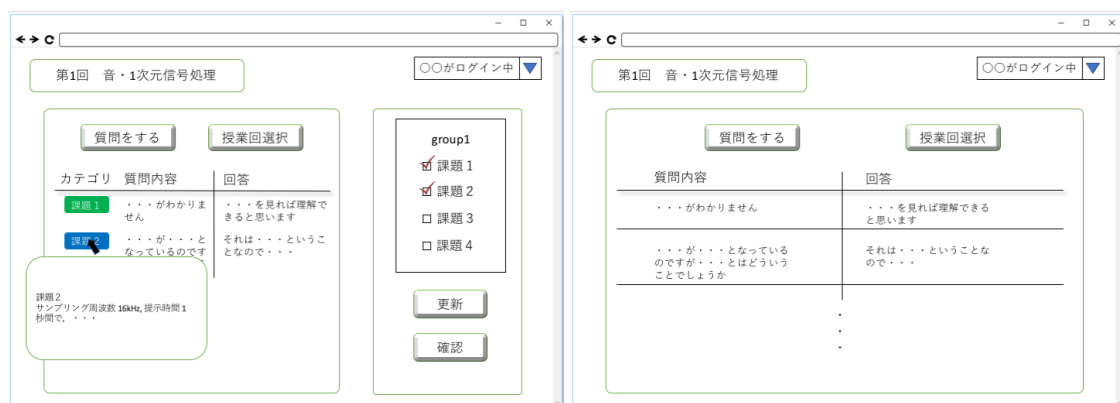 第1回　音・1次元信号処理
○○がログイン中
質問をする
授業回選択
カテゴリ
質問内容
回答
課題1
・・・がわかりま
せん
・・・を見れば理解で
きると思います
課題2
・・・が・・・と
なっているのです
それは・・・というこ
となので・・・
課題2
サンプリング周波数 16kHz, 提示時間 1
秒間で，・・・
group1
課題1
課題2
課題3
課題4
更新
確認
第1回　音・1次元信号処理
○○がログイン中
質問をする
授業回選択
質問内容
回答
・・・がわかりません
・・・を見れば理解できる
と思います
・・・が・・・となっている
のですが・・・とはどういう
ことでしょうか
それは・・・ということな
ので・・・